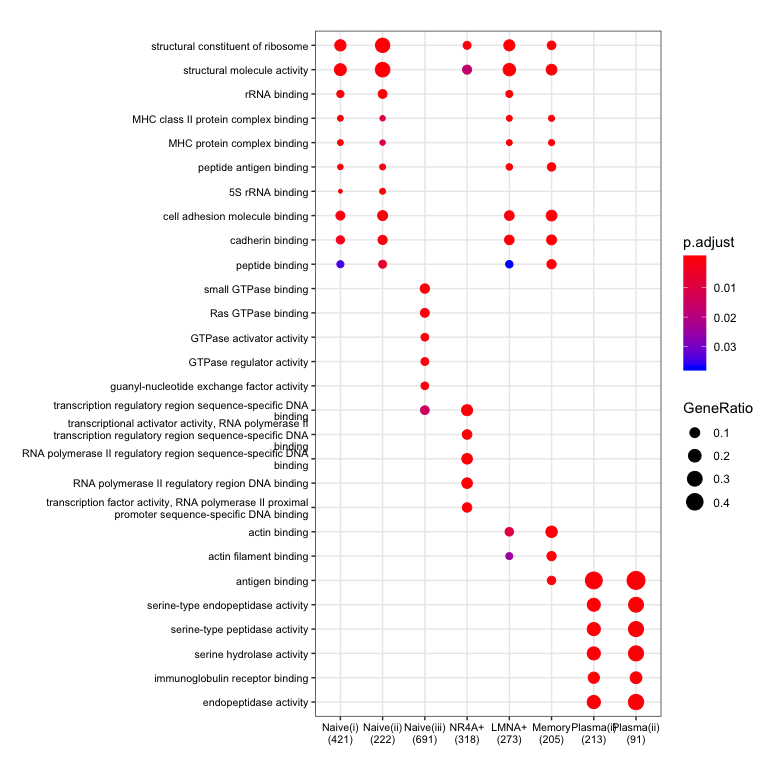 structural constituent of ribosome
structural molecule activity
rRNA binding
MHC class II protein complex binding
MHC protein complex binding
peptide antigen binding
5S rRNA binding
cell adhesion molecule binding
cadherin binding
peptide binding
small GTPase binding
Ras GTPase binding
GTPase activator activity
GTPase regulator activity
guanyl-nucleotide exchange factor activity
transcription regulatory region sequence-specific DNA
binding
transcriptional activator activity, RNA polymerase II
transcription regulatory region sequence-specific DNA
binding
RNA polymerase II regulatory region sequence-specific DNA
binding
RNA polymerase II regulatory region DNA binding
transcription factor activity, RNA polymerase II proximal
promoter sequence-specific DNA binding
actin binding
actin filament binding
antigen binding
serine-type endopeptidase activity
serine-type peptidase activity
serine hydrolase activity
immunoglobulin receptor binding
endopeptidase activity
Naive(i) Naive(ii) Naive(iii) NR4A+ LMNA+ Memory Plasma(i) Plasma(ii)
(421) (222) (691) (318) (273) (205) (213) (91)
p.adjust
0.01
0.02
0.03
GeneRatio
0.1
0.2
0.3
0.4